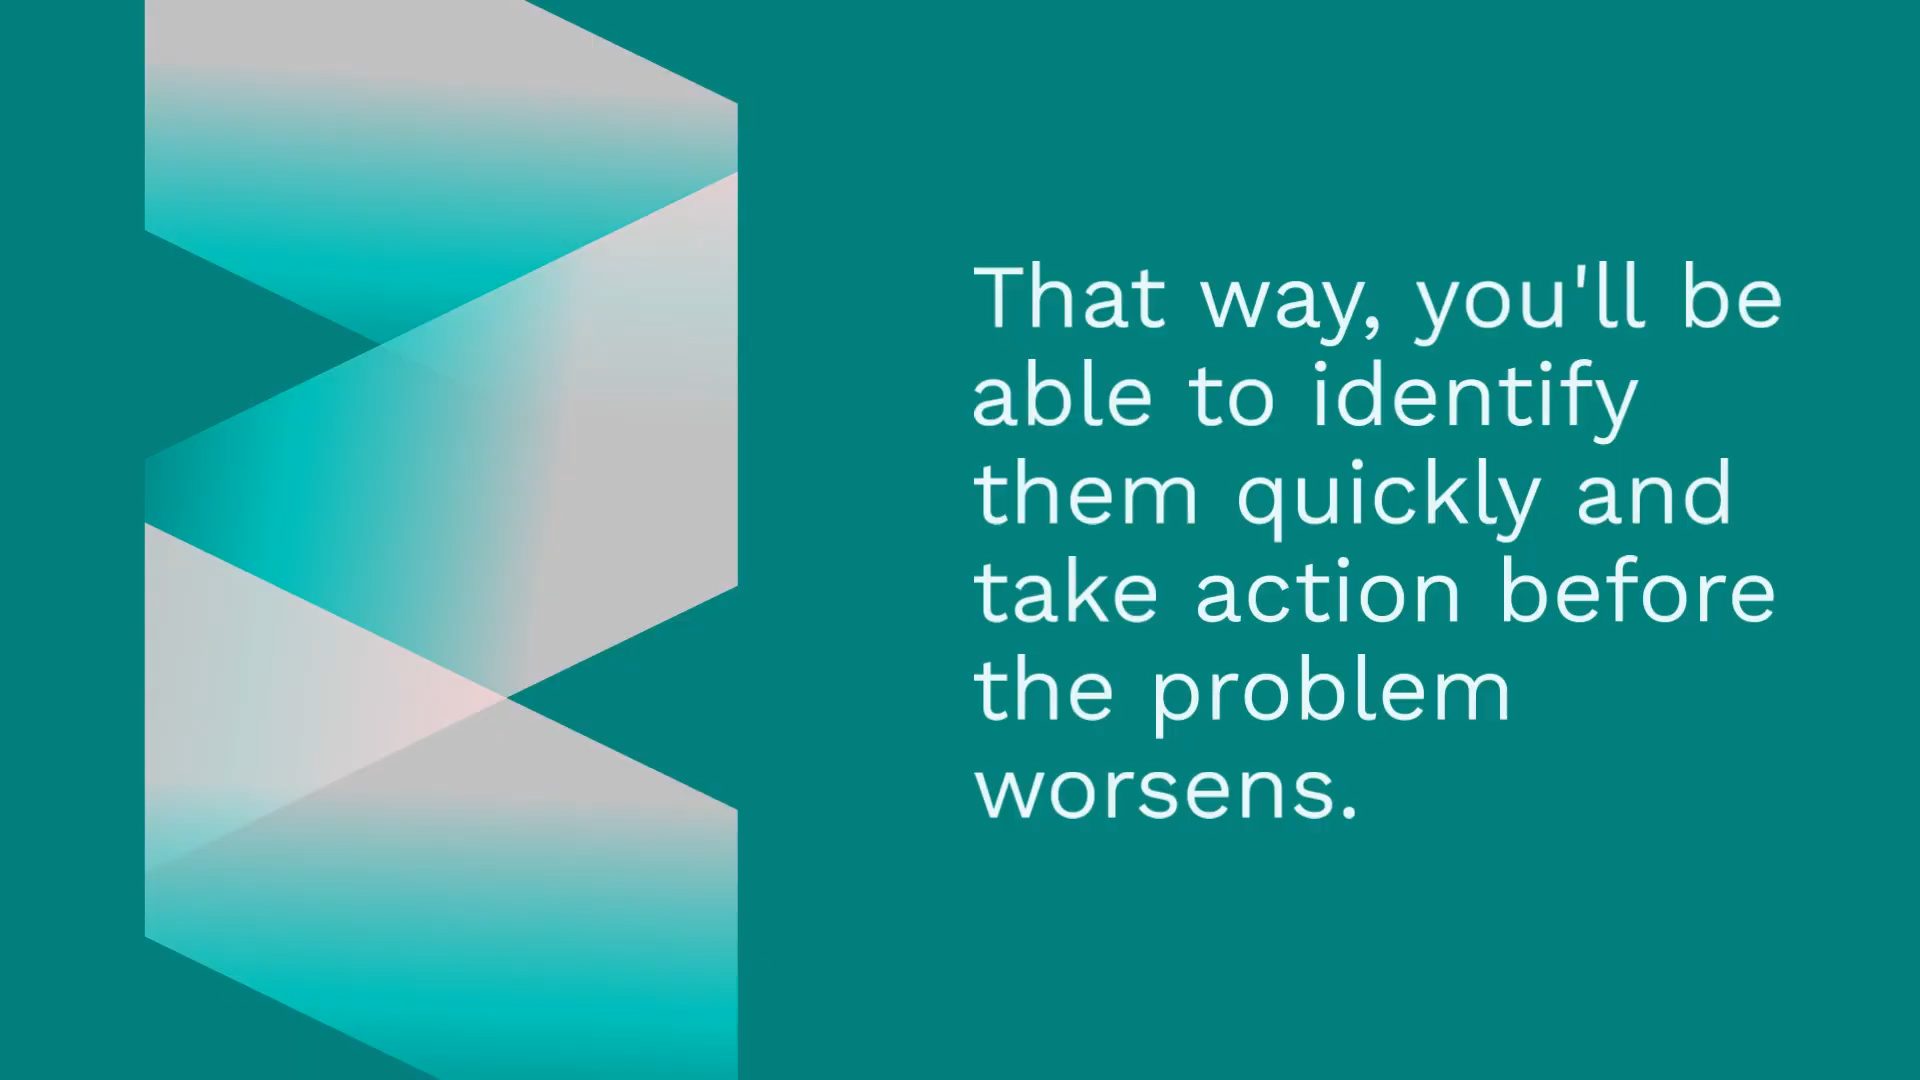 That way, you'll be
able to identify
them quickly and
take action before
the problem
worsens.